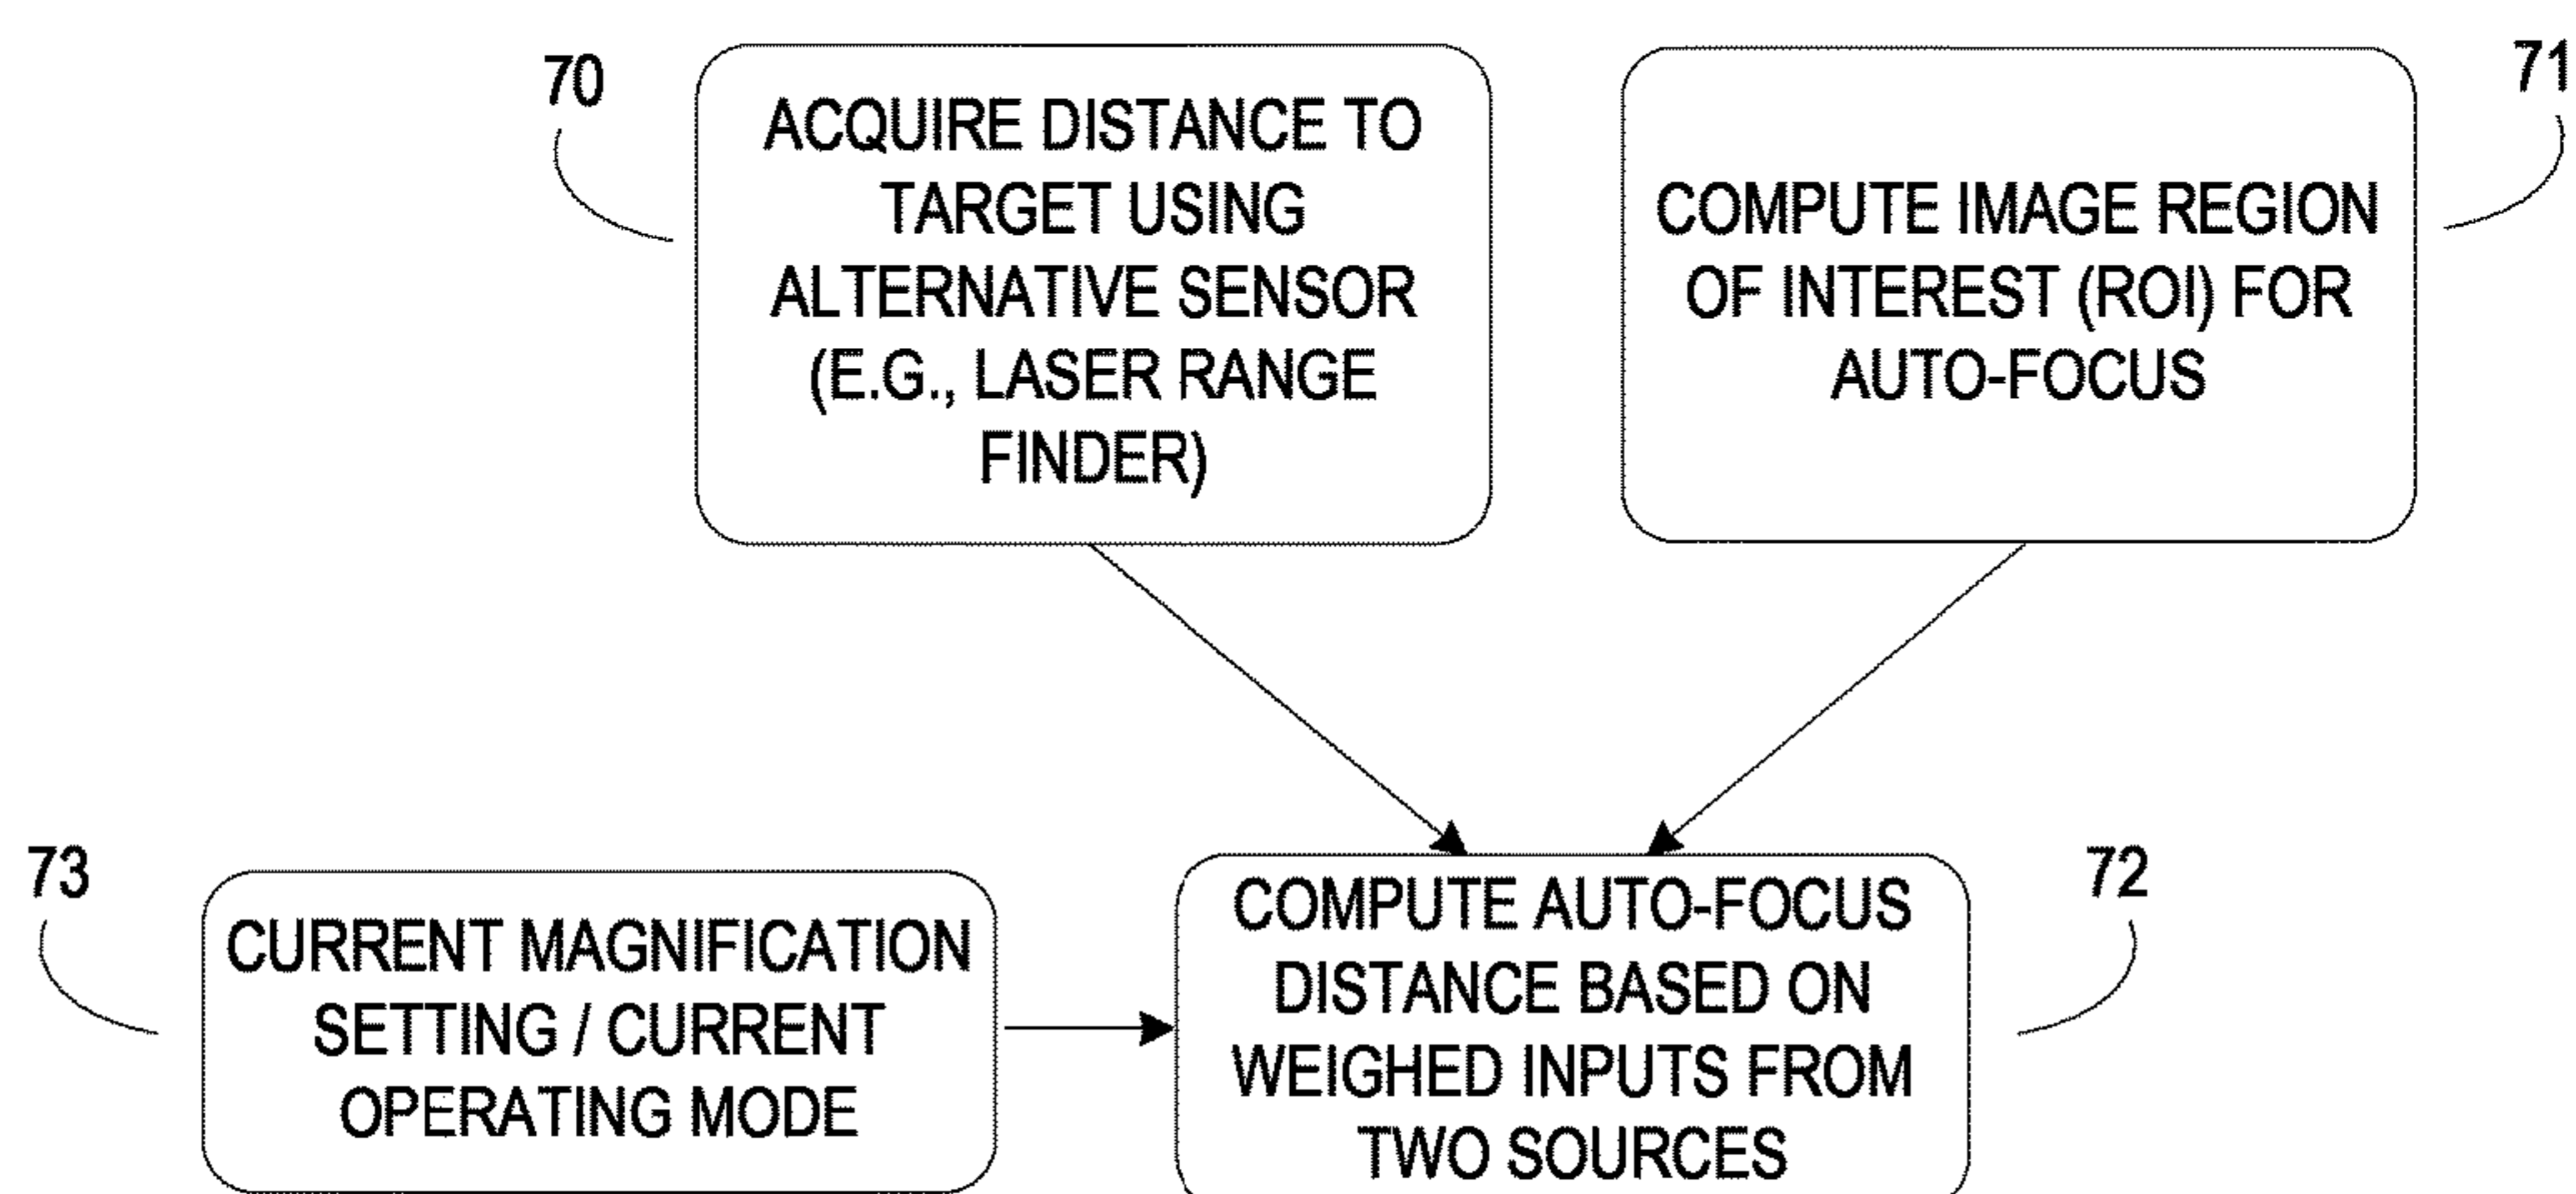 70
ACQUIRE DISTANCE TO
TARGET USING
ALTERNATIVE SENSOR
(E.G., LASER RANGE
FINDER)
71
COMPUTE IMAGE REGION
OF INTEREST (ROI) FOR
AUTO-FOCUS
73
CURRENT MAGNIFICATION
SETTING / CURRENT
OPERATING MODE
72
COMPUTE AUTO-FOCUS
DISTANCE BASED ON
WEIGHED INPUTS FROM
TWO SOURCES